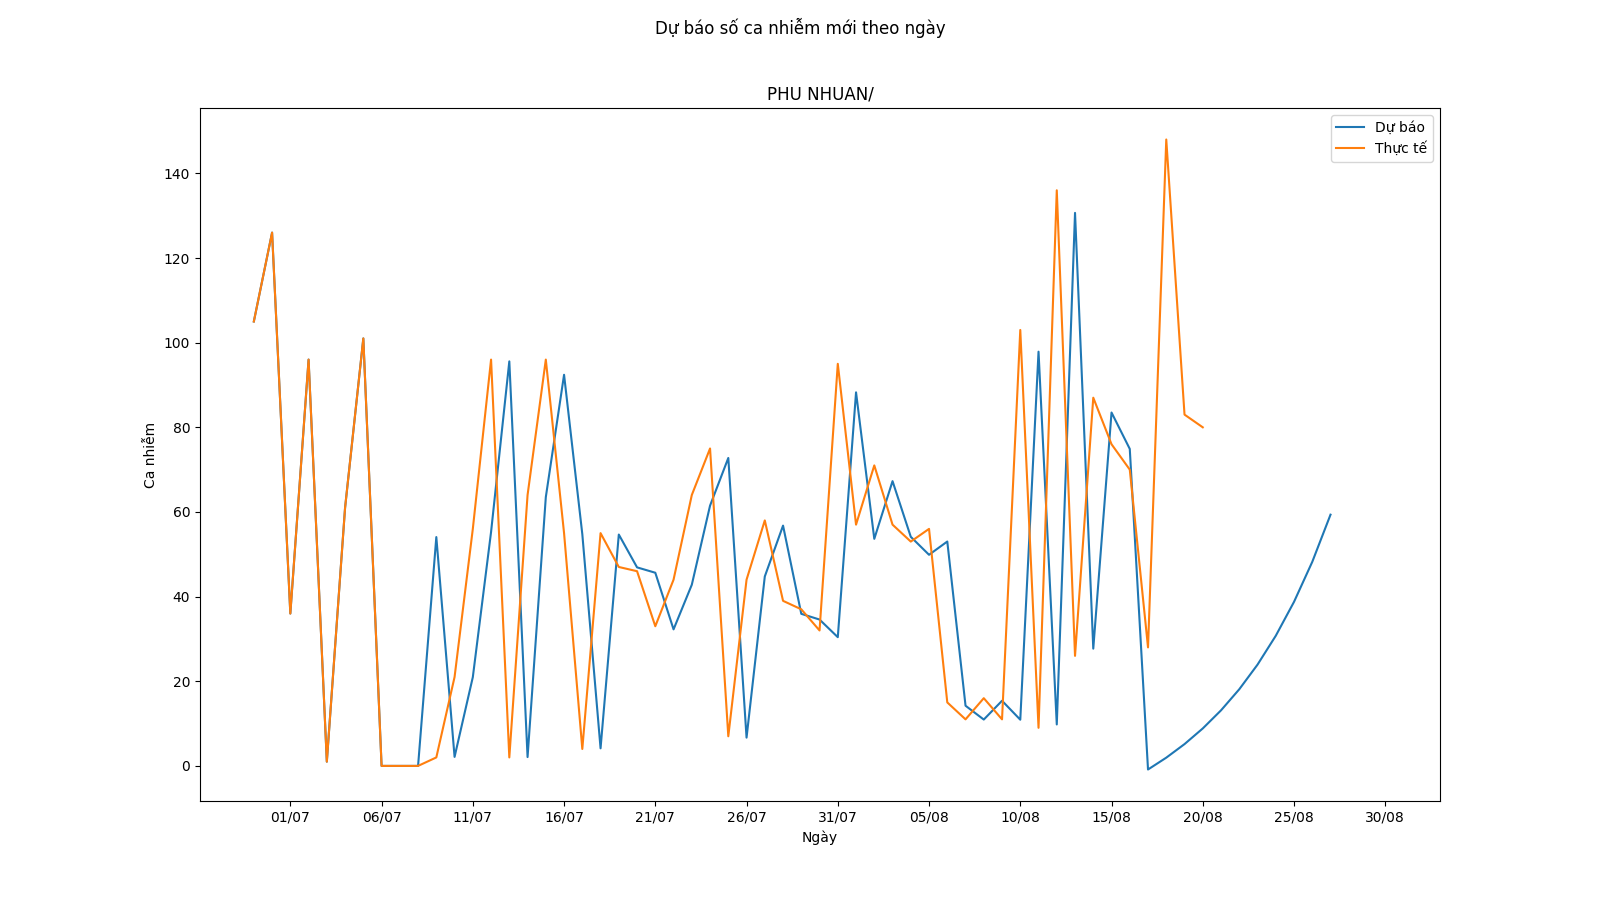 Dự báo số ca nhiễm mới theo ngày
PHU NHUAN/
Dự báo
Thực tế
140
120
100
80
60
40
20
0
Ca nhiễm
01/07 06/07 11/07 16/07 21/07 26/07 31/07 05/08 10/08 15/08 20/08 25/08 30/08
Ngày